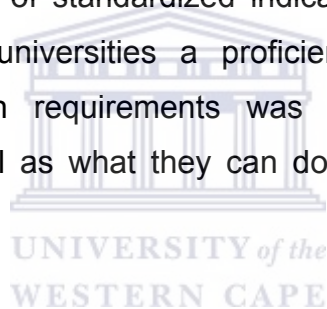 of standardized indica
universities a proficien
requirements was
as what they can do
UNIVERSITY of the
WESTERN CAPE